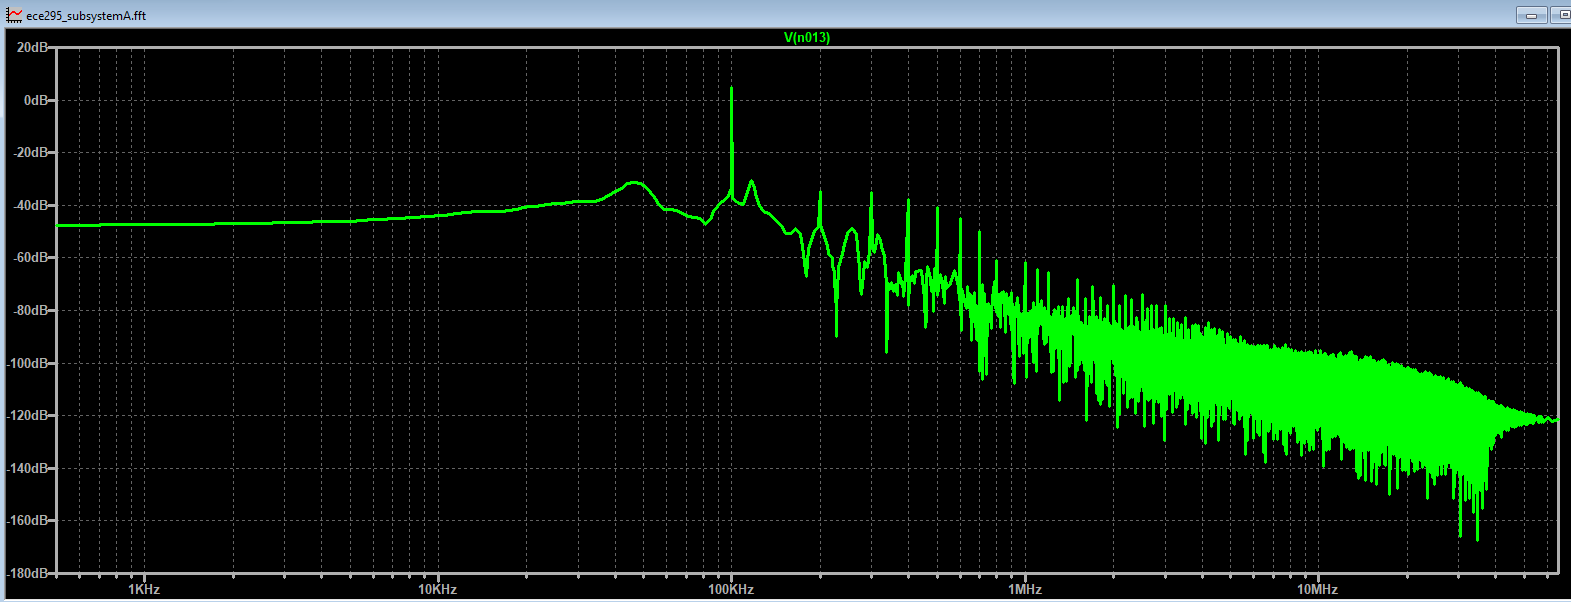 ece295_subsystemA.fft
V(n013)
20dB
0dB
-20dB
-40dB
-60dB
-80dB
-100dB
-120dB
-140dB
-160dB
-180dB
1KHz 10KHz 100KHz 1MHz 10MHz